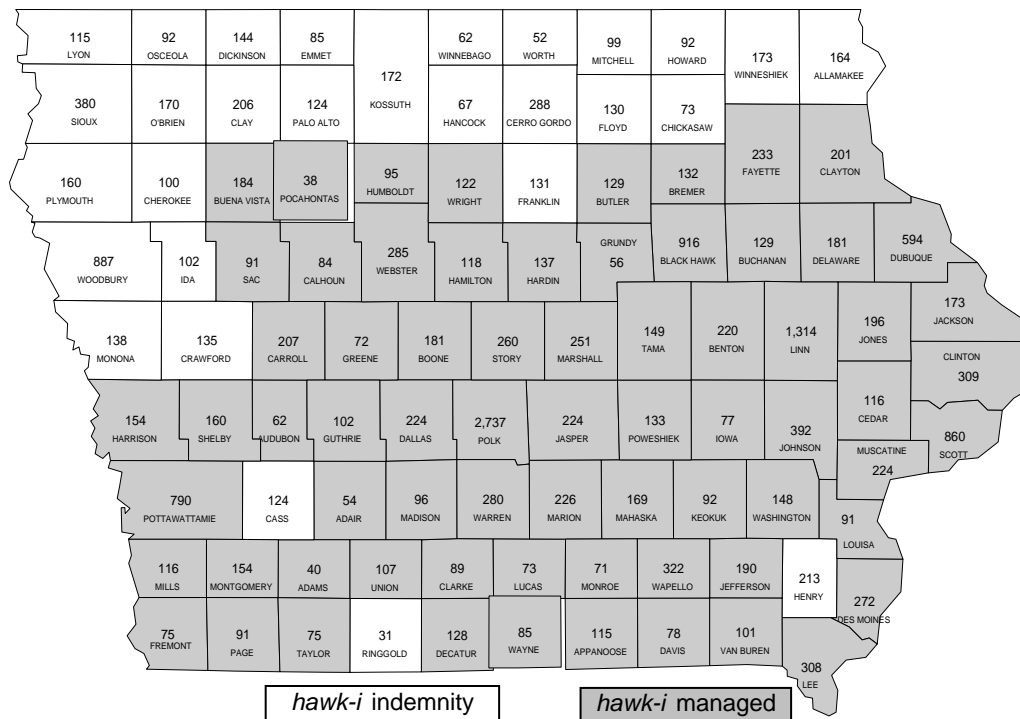 115 92 144 85 62 52 99 92 173 164
LYON OSCEOLA DICKINSON EMMET WINNEBAGO WORTH MITCHELL HOWARD WINNESHIEK ALLAMAKEE
172
KOSSUTH
380 170 206 124 67 288 130 73
SIOUX O'BRIEN CLAY PALO ALTO HANCOCK CERRO GORDO FLOYD CHICKASAW
233 201
FAYETTE CLAYTON
160 100 184 38 95 122 131 129 132
PLYMOUTH CHEROKEE BUENA VISTA POCAHONTAS HUMBOLDT WRIGHT FRANKLIN BUTLER BREMER
887 102 91 84 285 118 137 GRUNDY 916 129 181 594
WOODBURY IDA SAC CALHOUN WEBSTER HAMILTON HARDIN 56 BLACK HAWK BUCHANAN DELAWARE DUBUQUE
138 135 207 72 181 260 251 149 220 1,314 196 173
MONONA CRAWFORD CARROLL GREENE BOONE STORY MARSHALL TAMA BENTON LINN JONES JACKSON
CLINTON
309
154 160 62 102 224 2,737 224 133 77 392 116 860
HARRISON SHELBY AUDUBON GUTHRIE DALLAS POLK JASPER POWESHIEK IOWA JOHNSON CEDAR SCOTT
MUSCATINE
224
790 124 54 96 280 226 169 92 148 91
POTTAWATTAMIE CASS ADAIR MADISON WARREN MARION MAHASKA KEOKUK WASHINGTON LOUISA
116 154 40 107 89 73 71 322 190 213 272
MILLS MONTGOMERY ADAMS UNION CLARKE LUCAS MONROE WAPELLO JEFFERSON HENRY DES MOINES
75 91 75 31 128 85 115 78 101 308
FREMONT PAGE TAYLOR RINGGOLD DECATUR WAYNE APPANOOSE DAVIS VAN BUREN LEE
hawk-i indemnity hawk-i managed